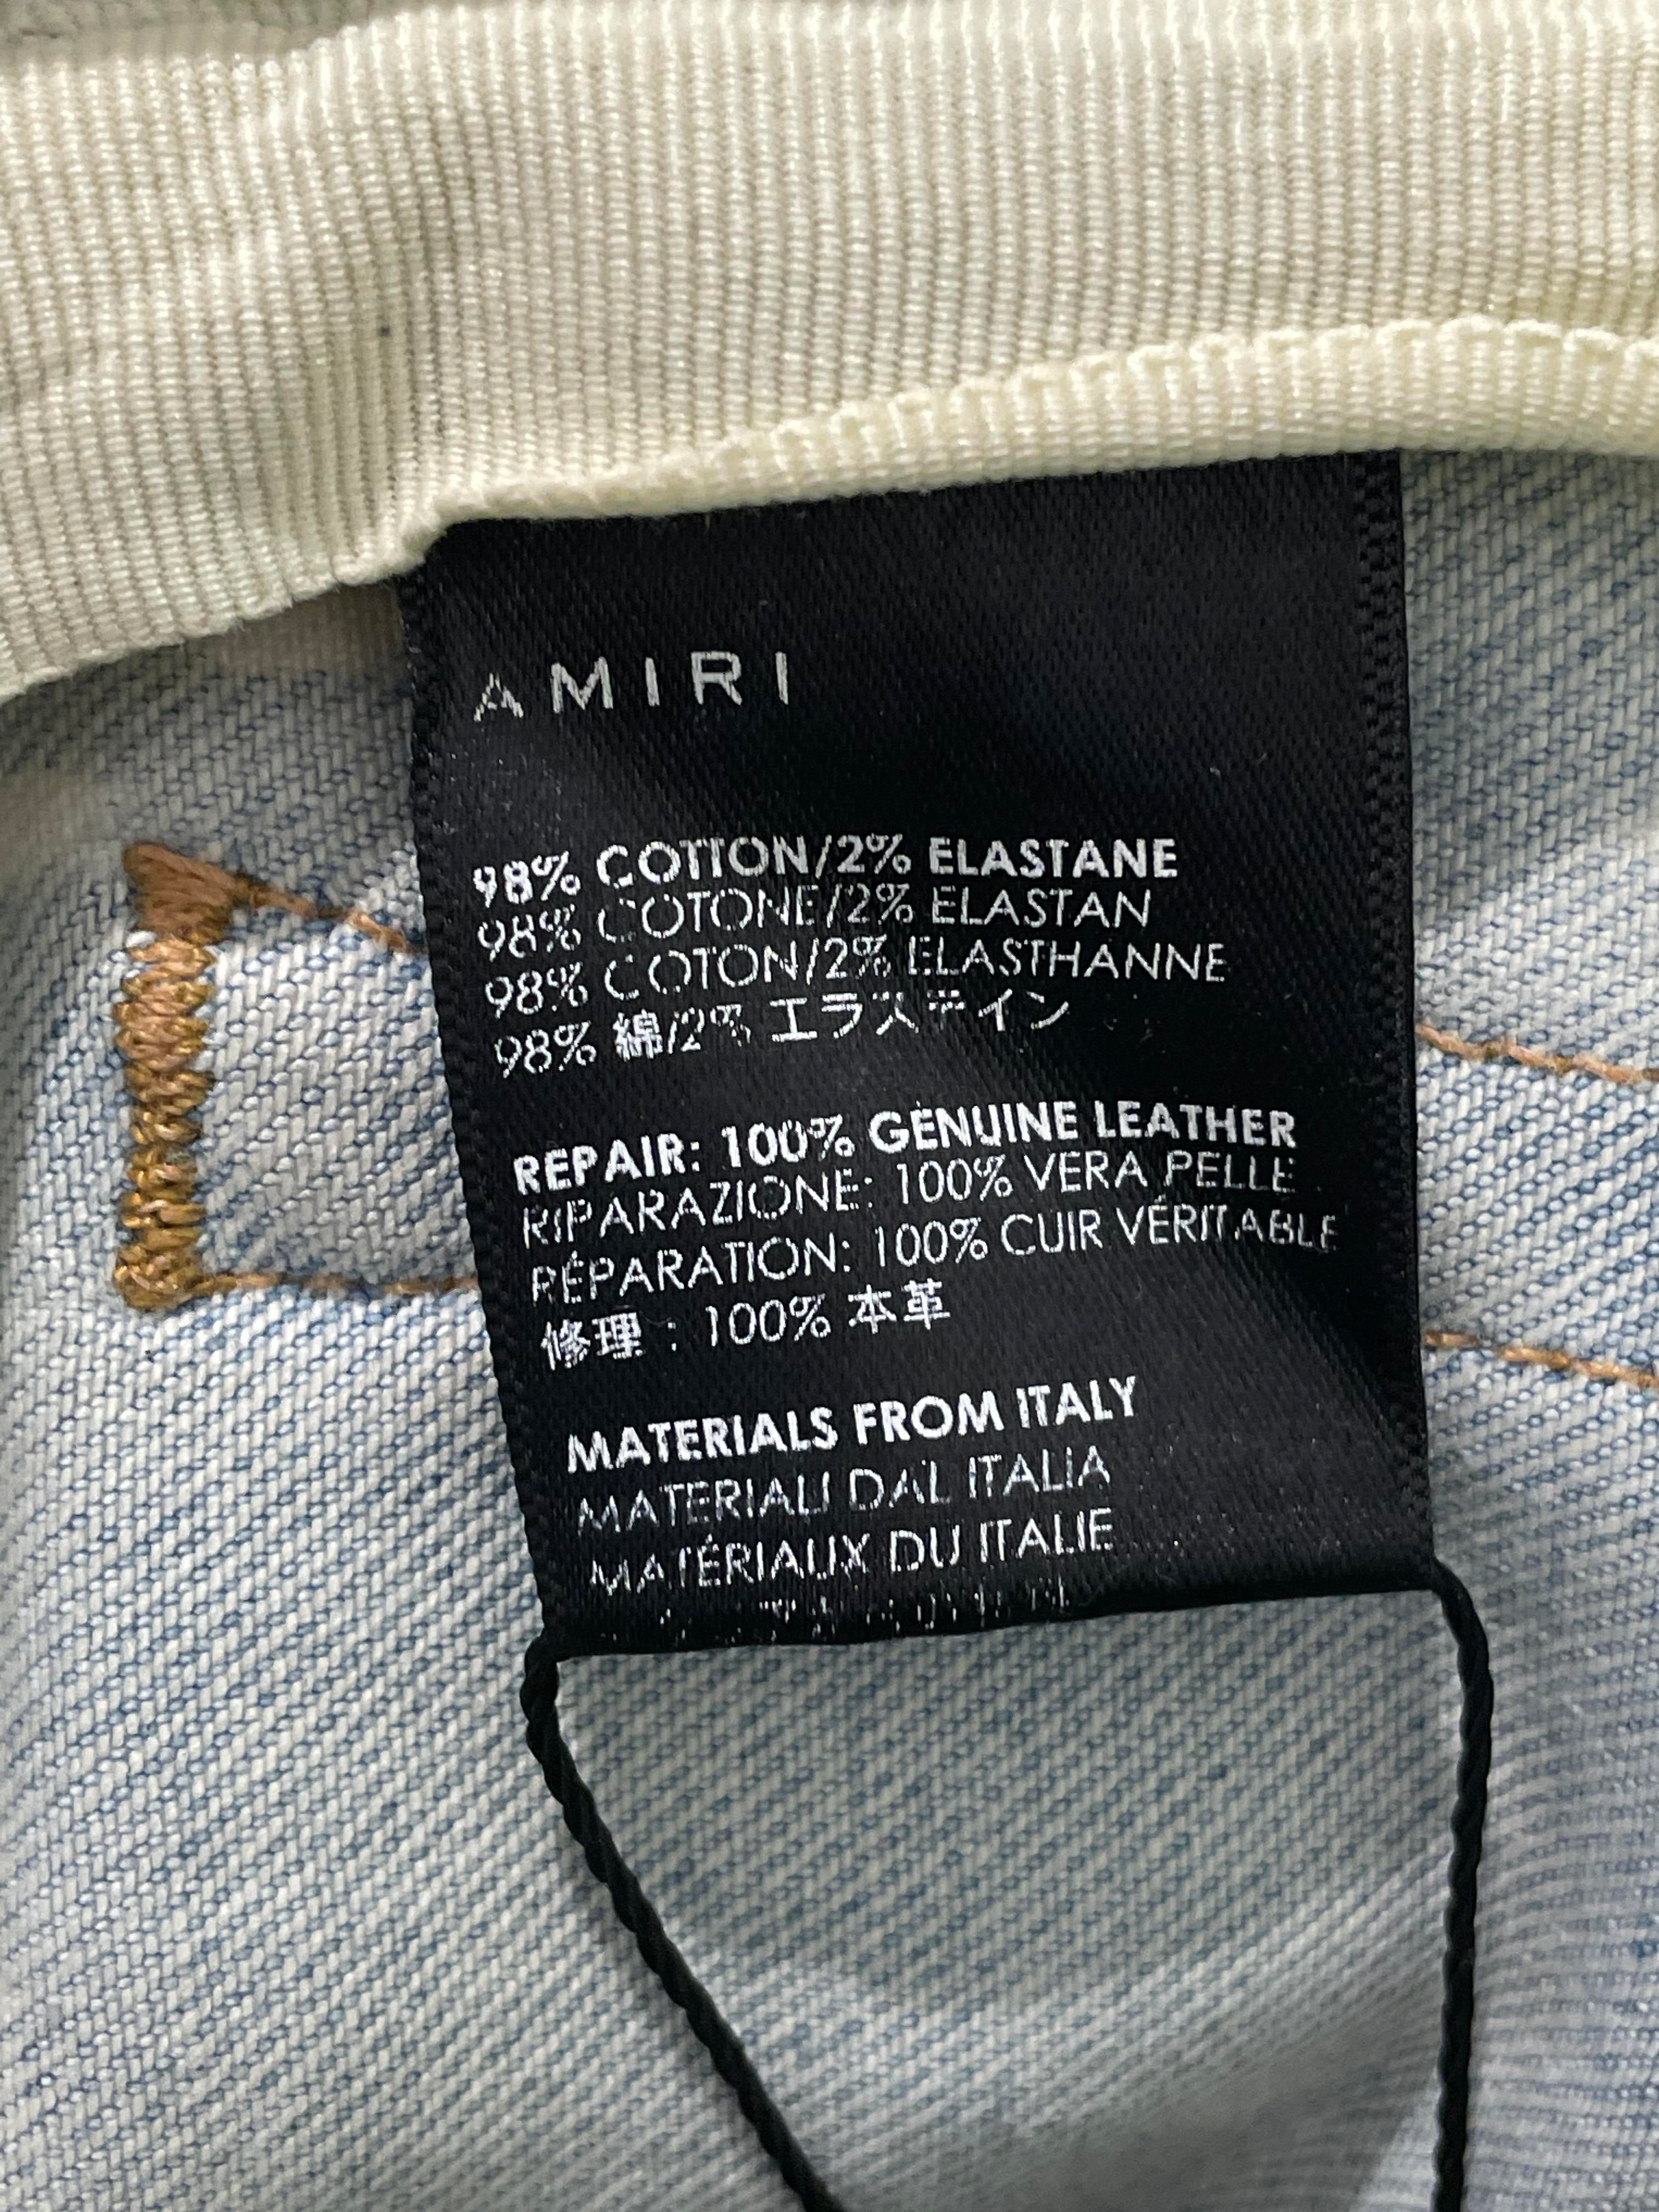 AMIRI
98% COTTON/2% ELASTANE
98% COTONE/2% ELASTAN
98% COTON/2% ELASTHANNE
98% 綿/2% エラステイン
REPAIR: 100% GENUINE LEATHER
RIPARAZIONE: 100% VERA PELLE
RÉPARATION: 100% CUIR VÉRITABLE
修理 : 100% 本革
MATERIALS FROM ITALY
MATERIALI DAL ITALIA
MATÉRIAUX DU ITALIE